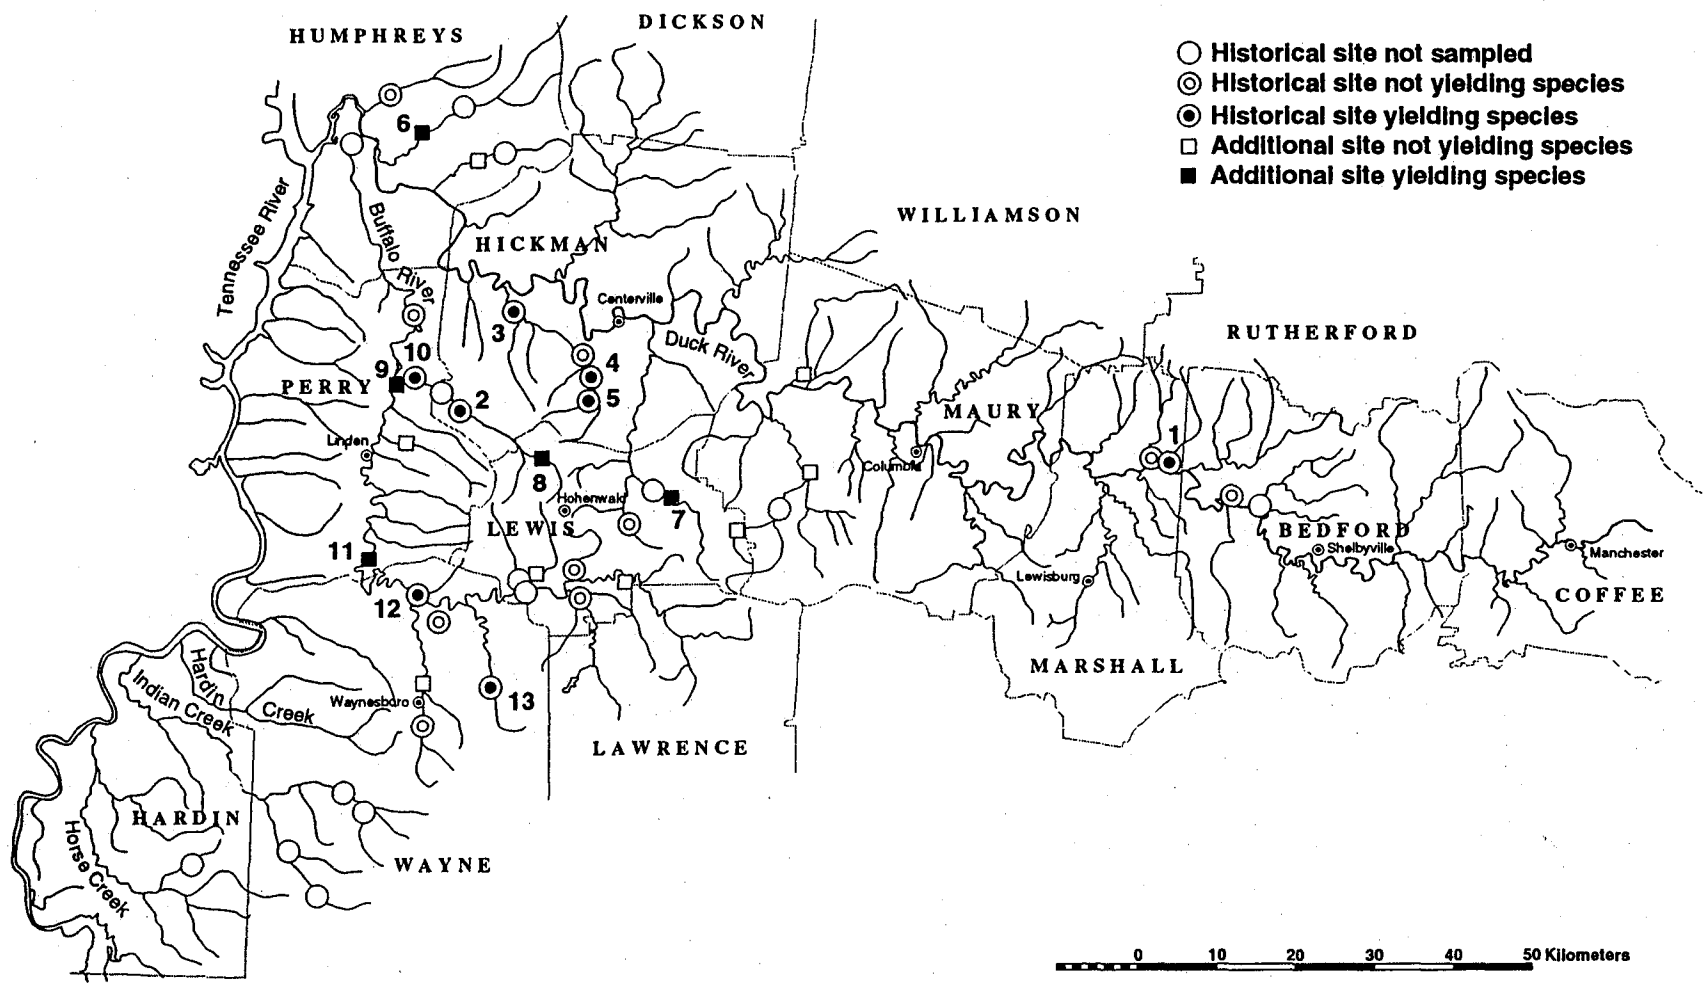 HUMPHREYS
DICKSON
Historical site not sampled
Historical site not yielding species
Historical site yielding species
Additional site not yielding species
Additional site yielding species
6
Tennessee River
Buffalo River
WILLIAMSON
HICKMAN
Centerville
3
Duck River
RUTHERFORD
10
4
9
PERRY
2
5
MAURY
1
Linden
Columbia
8
Hohenwald
7
LEWIS
BEDFORD
Shelbyville
Manchester
11
Lewisburg
COFFEE
12
MARSHALL
Hardin Creek
Indian Creek
Waynesboro
13
LAWRENCE
HARDIN
Horse Creek
WAYNE
0 10 20 30 40 50 Kilometers